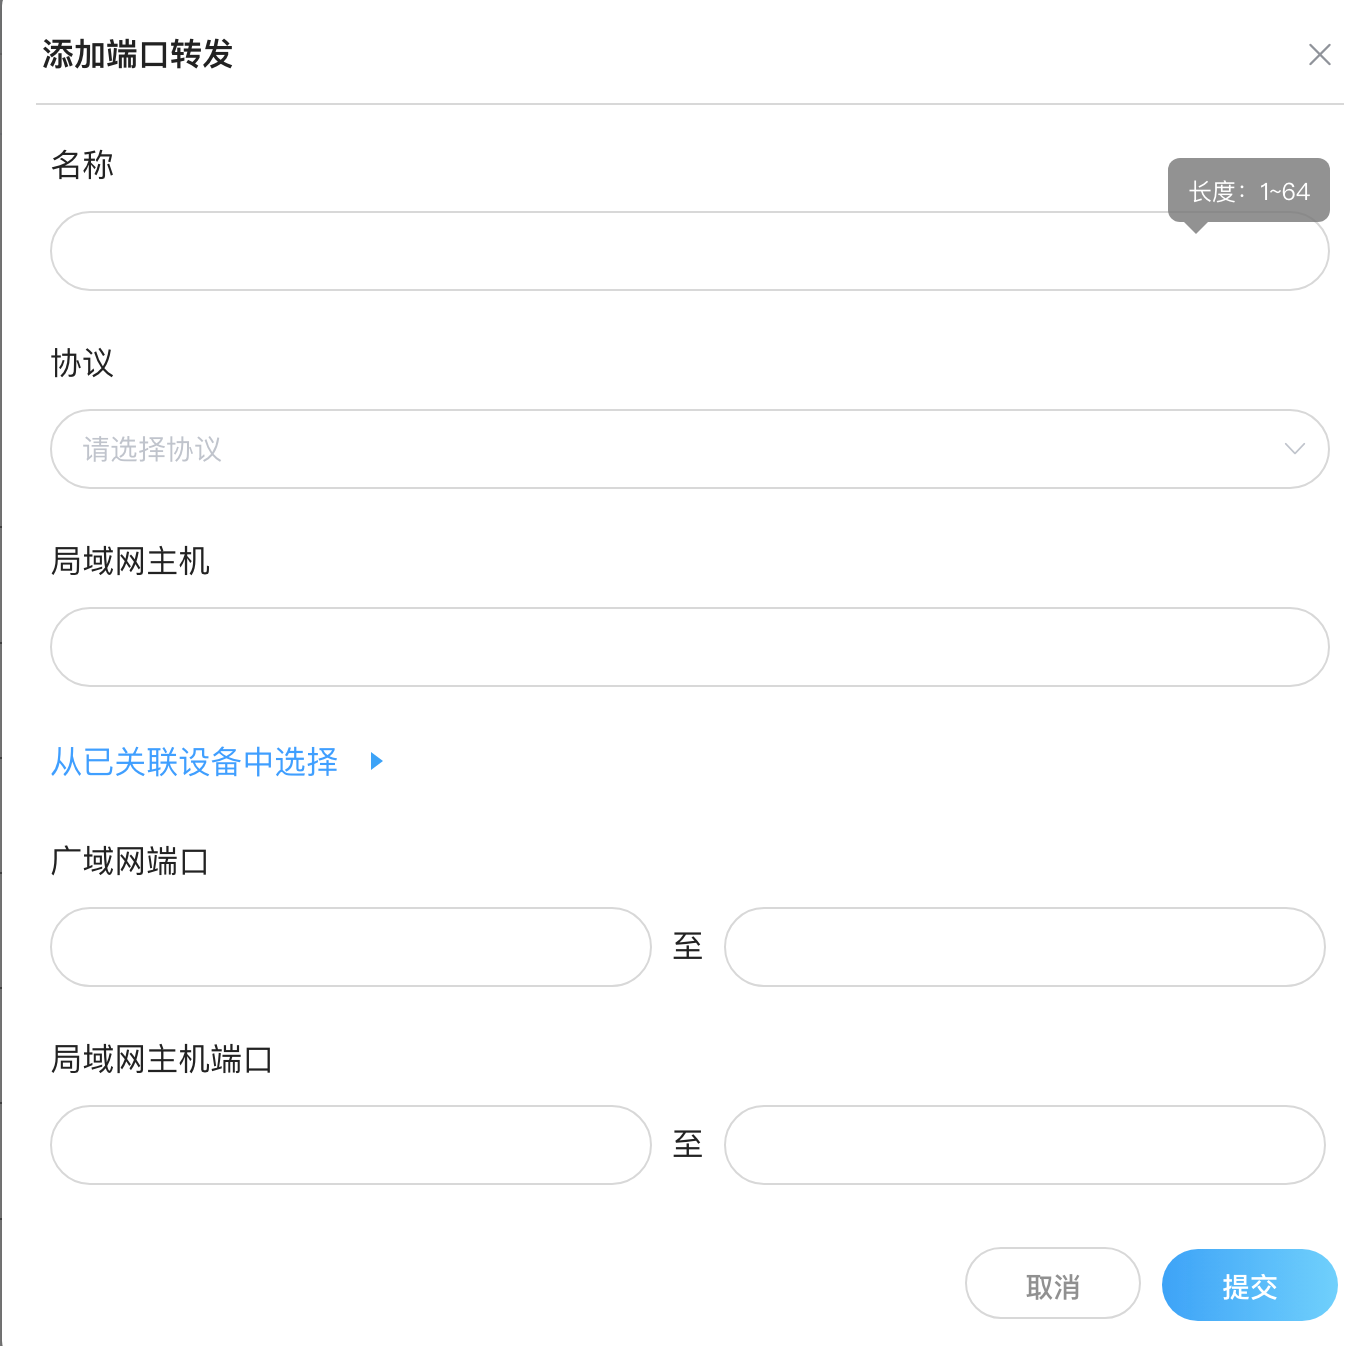 添加端口转发
名称
长度：1~64
协议
请选择协议
局域网主机
从已关联设备中选择
广域网端口
至
局域网主机端口
至
取消
提交